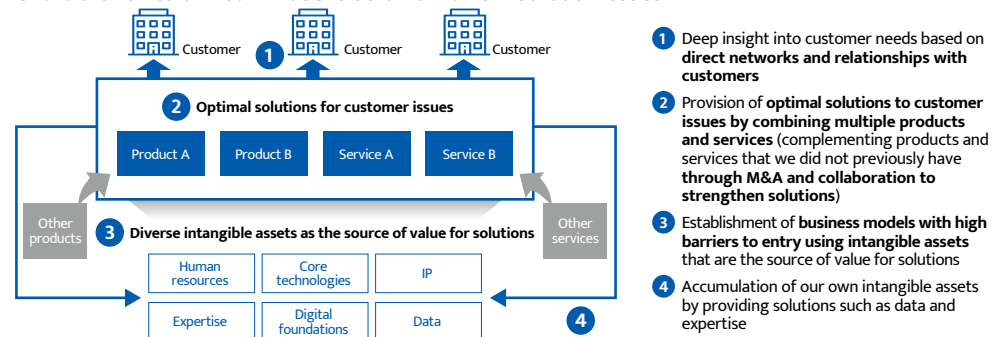 Customer
1
Customer
Customer
2 Optimal solutions for customer issues
Product A
Product B
Service A
Service B
Other
products
Other
services
3 Diverse intangible assets as the source of value for solutions
Human
resources
Core
technologies
IP
Expertise
Digital
foundations
Data
4
1 Deep insight into customer needs based on
direct networks and relationships with
customers
2 Provision of optimal solutions to customer
issues by combining multiple products
and services (complementing products and
services that we did not previously have
through M&A and collaboration to
strengthen solutions)
3 Establishment of business models with high
barriers to entry using intangible assets
that are the source of value for solutions
4 Accumulation of our own intangible assets
by providing solutions such as data and
expertise